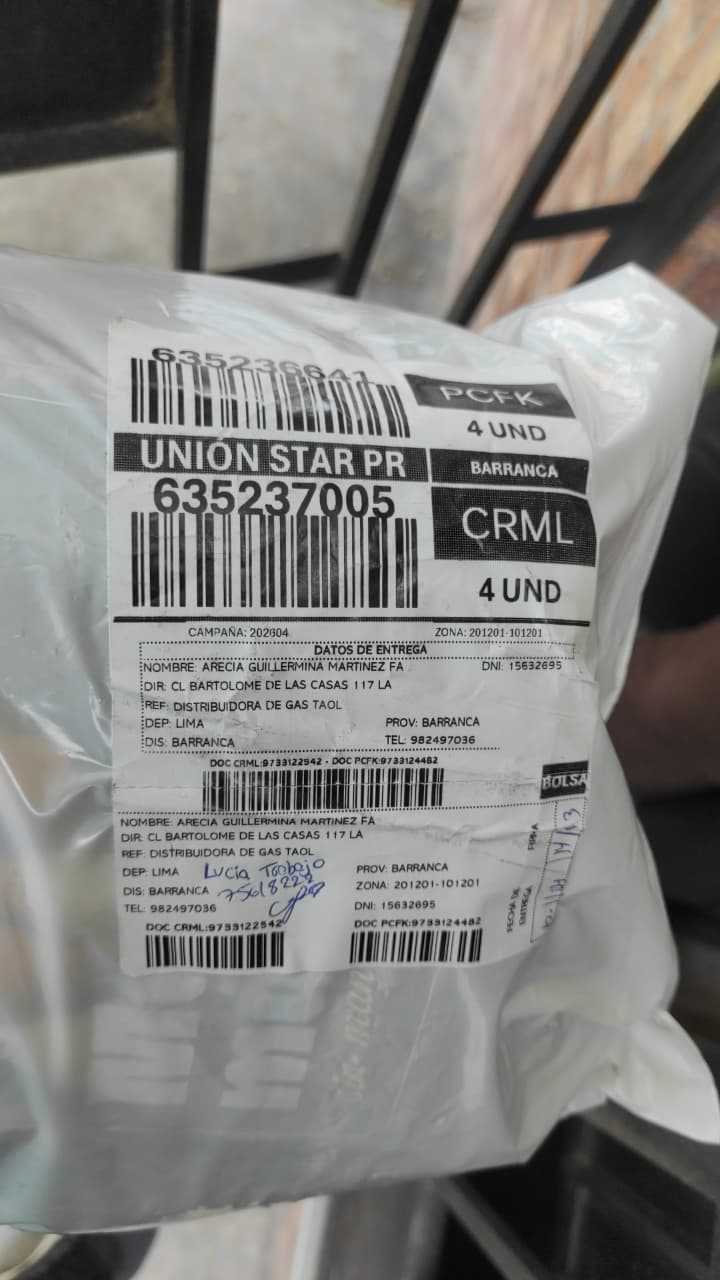 635236641
PCFK
4 UND
UNIÓN STAR PR
BARRANCA
635237005
CRML
4 UND
CAMPAÑA: 202604 ZONA: 201201-101201
DATOS DE ENTREGA
NOMBRE: ARECIA GUILLERMINA MARTINEZ FA DNI: 15632695
DIR: CL BARTOLOME DE LAS CASAS 117 LA
REF: DISTRIBUIDORA DE GAS TAOL
DEP: LIMA PROV: BARRANCA
DIS: BARRANCA TEL: 982497036
DOC CRML:9733122542 - DOC PCFK:9733124482
BOLSA
NOMBRE: ARECIA GUILLERMINA MARTINEZ FA
DIR: CL BARTOLOME DE LAS CASAS 117 LA
REF: DISTRIBUIDORA DE GAS TAOL
DEP: LIMA Lucia PROV: BARRANCA
DIS: BARRANCA ZONA: 201201-101201
TEL: 982497036 DNI: 15632695
DOC CRML:9733122542 DOC PCFK:9733124482
FECHA DE
ENTREGA
FIRMA